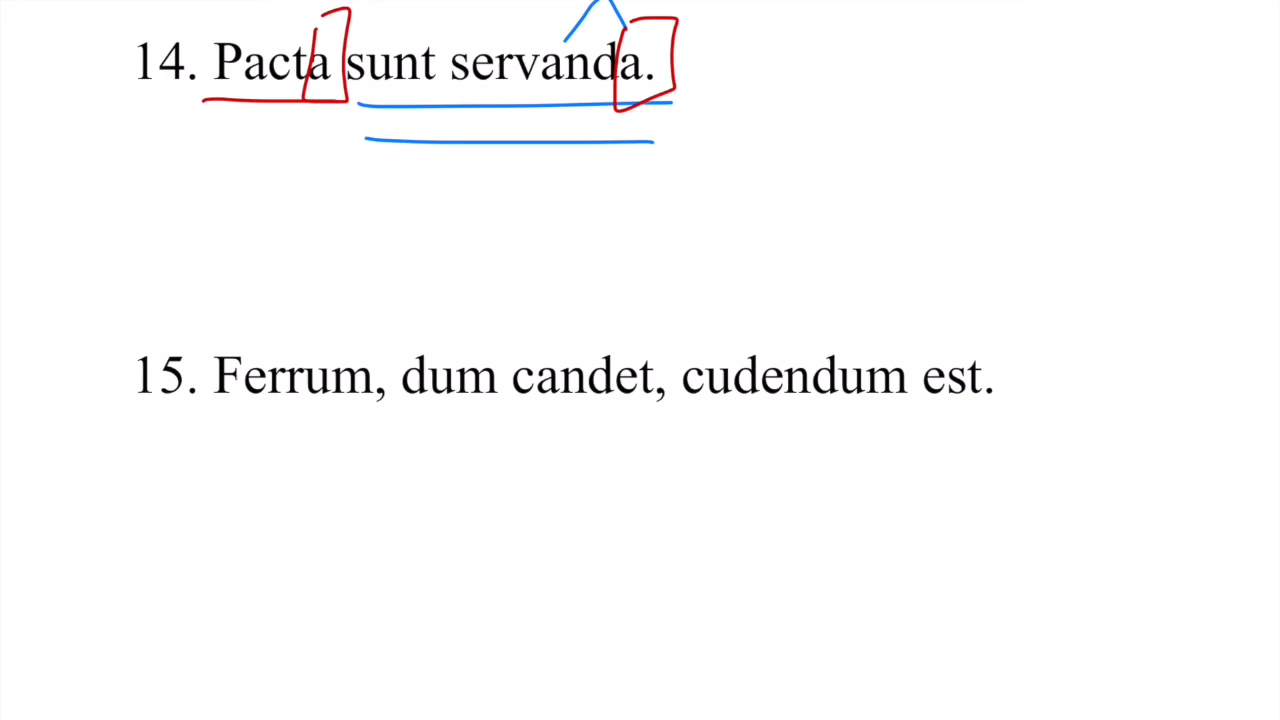 14. Pacta sunt servanda.
15. Ferrum, dum candet, cudendum est.